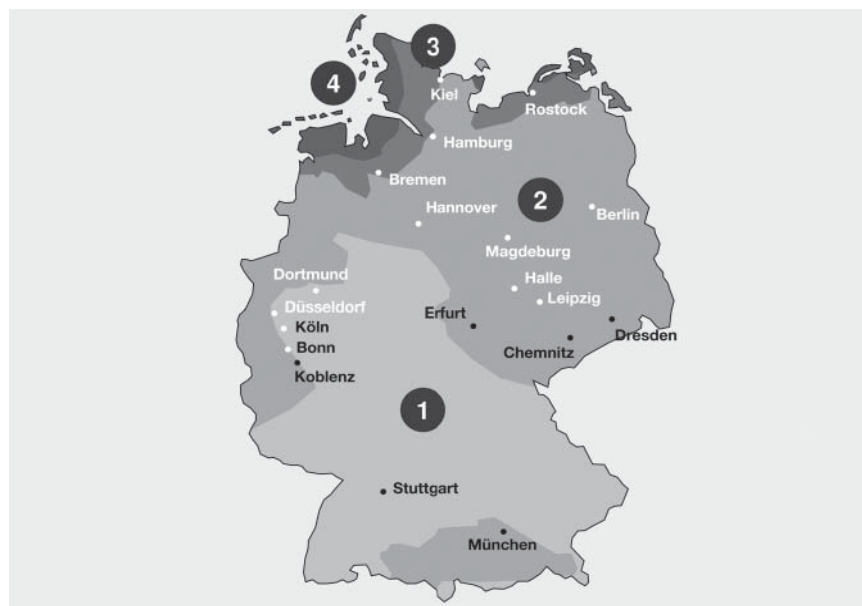 3
4
Kiel
Rostock
Hamburg
Bremen
2
Hannover
Berlin
Magdeburg
Dortmund
Halle
Leipzig
Düsseldorf
Erfurt
Köln
Dresden
Bonn
Chemnitz
Koblenz
1
Stuttgart
München